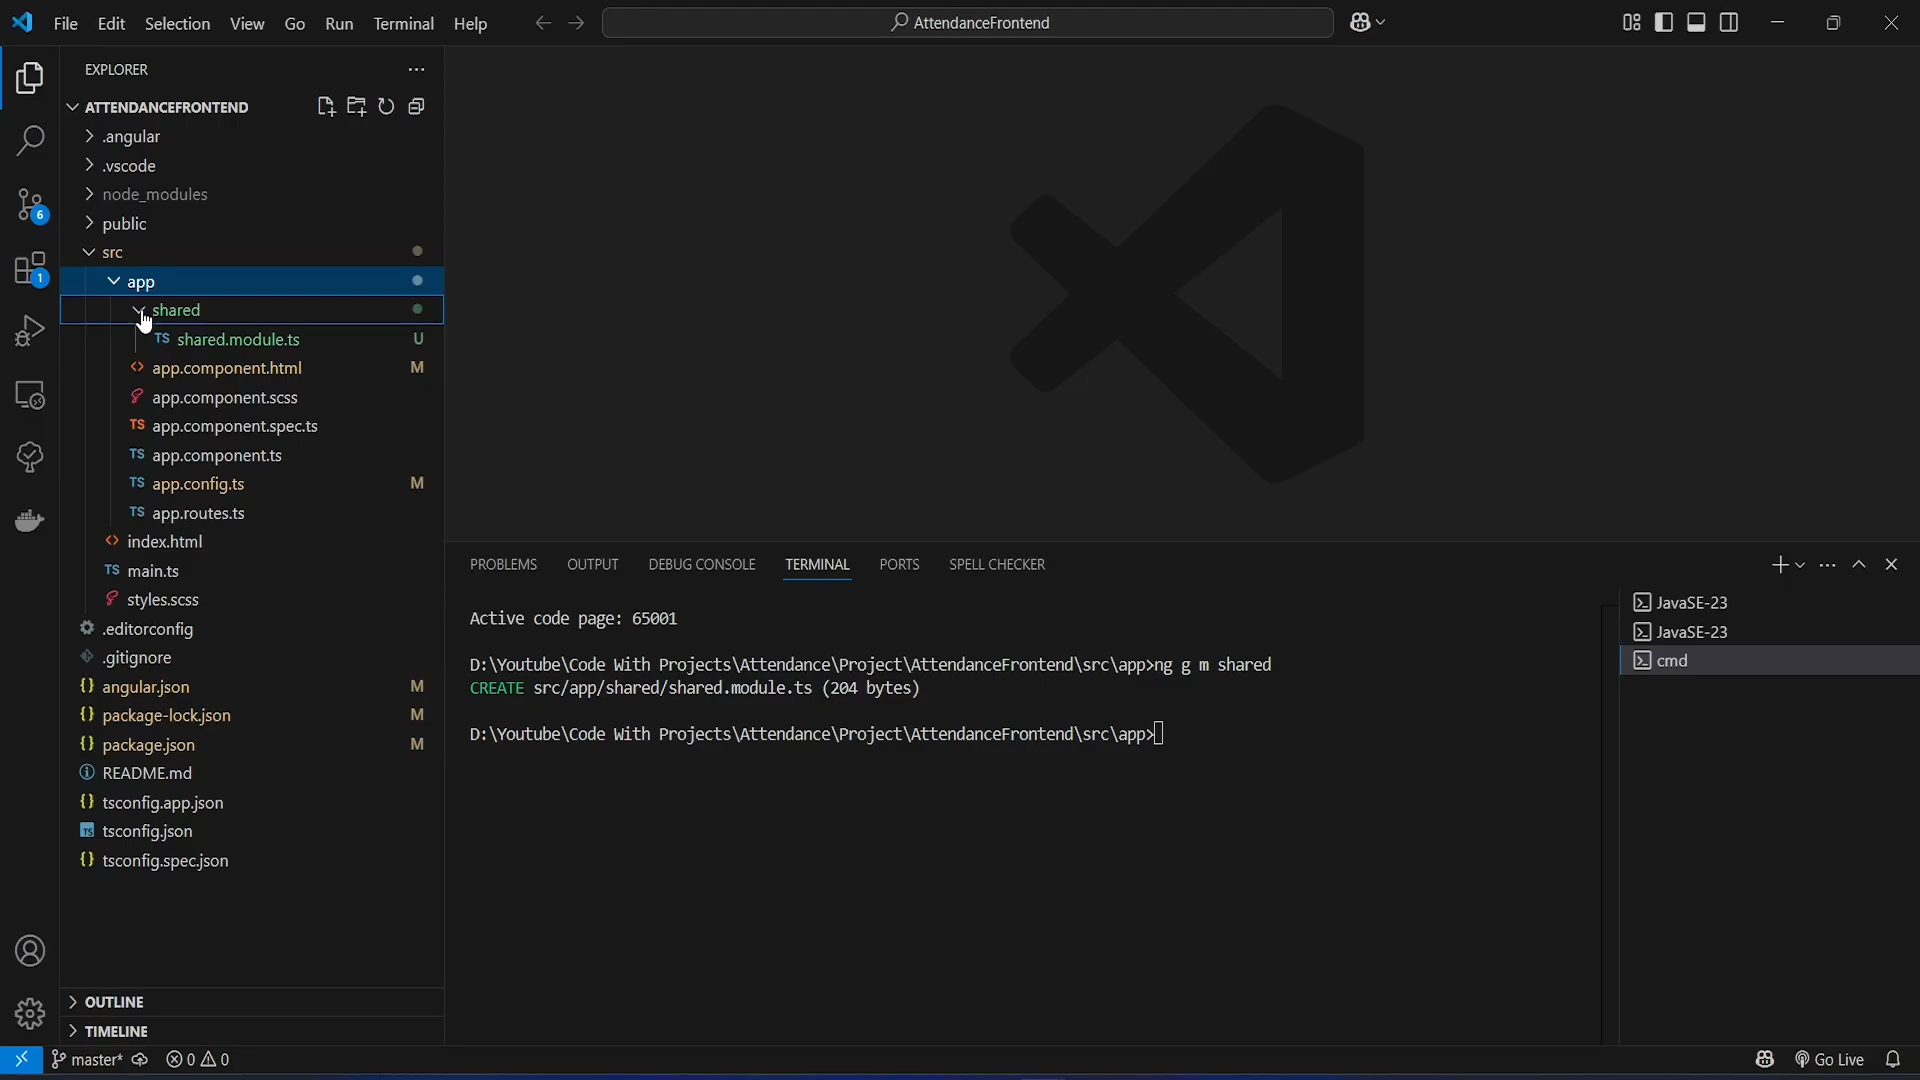 File Edit Selection View Go Run Terminal Help
AttendanceFrontend
EXPLORER
ATTENDANCEFRONTEND
.angular
.vscode
node_modules
public
src
app
shared
TS shared.module.ts U
app.component.html M
app.component.scss
TS app.component.spec.ts
TS app.component.ts
TS app.config.ts M
TS app.routes.ts
index.html
TS main.ts
styles.scss
.editorconfig
.gitignore
{} angular.json M
{} package-lock.json M
{} package.json M
README.md
{} tsconfig.app.json
TS tsconfig.json
{} tsconfig.spec.json
OUTLINE
TIMELINE
6
1
PROBLEMS OUTPUT DEBUG CONSOLE TERMINAL PORTS SPELL CHECKER
Active code page: 65001
D:\Youtube\Code With Projects\Attendance\Project\AttendanceFrontend\src\app>ng g m shared
CREATE src/app/shared/shared.module.ts (204 bytes)
D:\Youtube\Code With Projects\Attendance\Project\AttendanceFrontend\src\app>
JavaSE-23
JavaSE-23
cmd
master* 0 0
Go Live